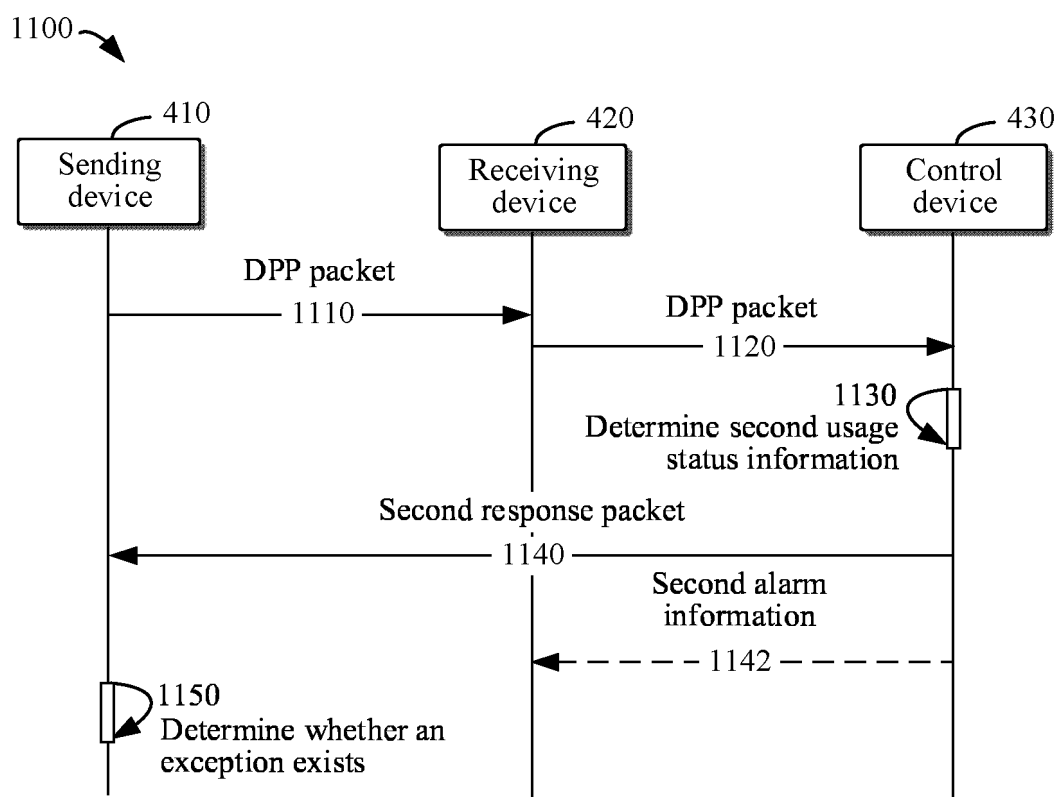 1100
410
420
430
Sending
device
Receiving
device
Control
device
DPP packet
1110
DPP packet
1120
1130
Determine second usage
status information
Second response packet
1140
Second alarm
information
1142
1150
Determine whether an
exception exists